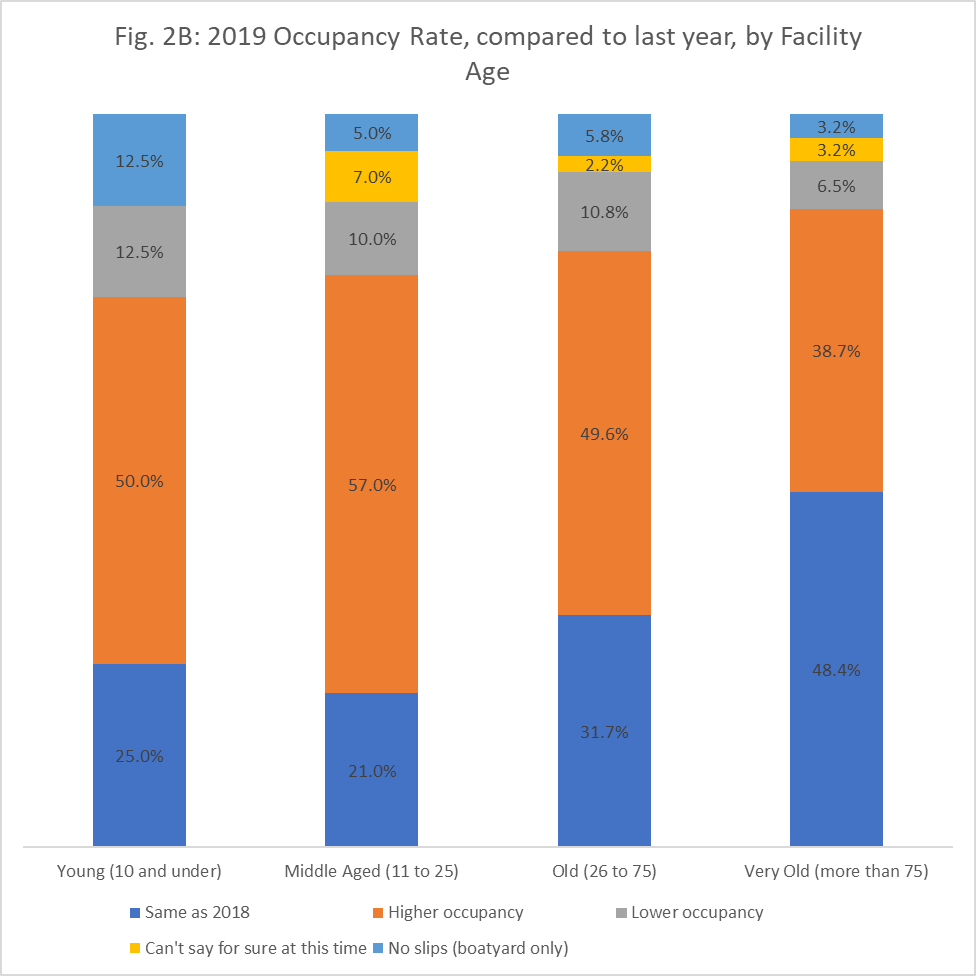 Fig. 2B: 2019 Occupancy Rate, compared to last year, by Facility
Age
12.5%
5.0%
5.8%
3.2%
7.0%
2.2%
3.2%
12.5%
10.0%
10.8%
6.5%
50.0%
57.0%
49.6%
38.7%
25.0%
21.0%
31.7%
48.4%
Young (10 and under)
Middle Aged (11 to 25)
Old (26 to 75)
Very Old (more than 75)
Same as 2018
Higher occupancy
Lower occupancy
Can't say for sure at this time
No slips (boatyard only)